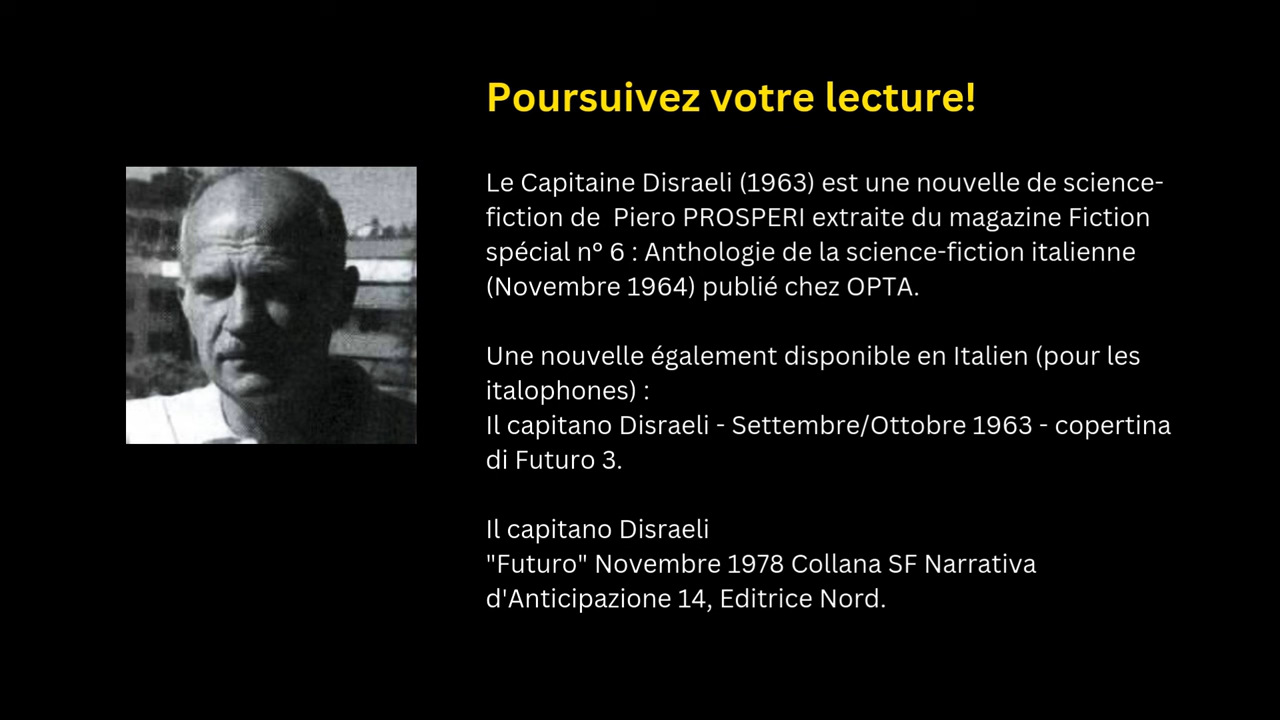 Poursuivez votre lecture!
Le Capitaine Disraeli (1963) est une nouvelle de science-
fiction de  Piero PROSPERI extraite du magazine Fiction
spécial n° 6 : Anthologie de la science-fiction italienne
(Novembre 1964) publié chez OPTA.
Une nouvelle également disponible en Italien (pour les
italophones) :
Il capitano Disraeli - Settembre/Ottobre 1963 - copertina
di Futuro 3.
Il capitano Disraeli
"Futuro" Novembre 1978 Collana SF Narrativa
d'Anticipazione 14, Editrice Nord.